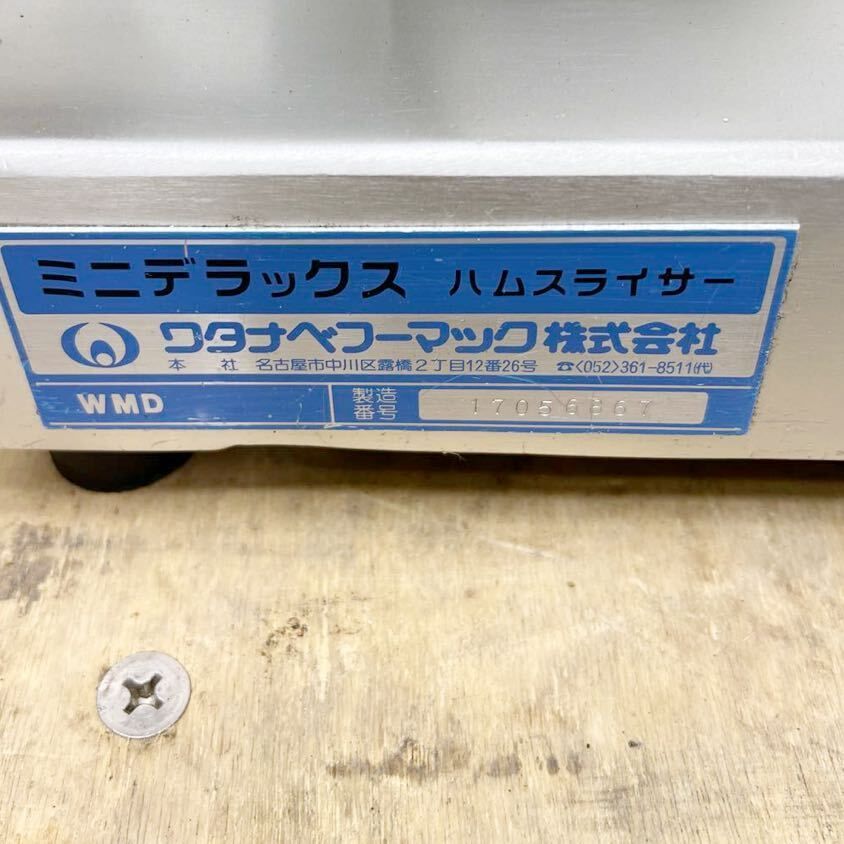 ミニデラックス ハムスライサー
ワタナベフーマック株式会社
本 社 名古屋市中川区露橋2丁目12番26号 ☎<052>361-8511(代)
WMD 製造番号 17056667